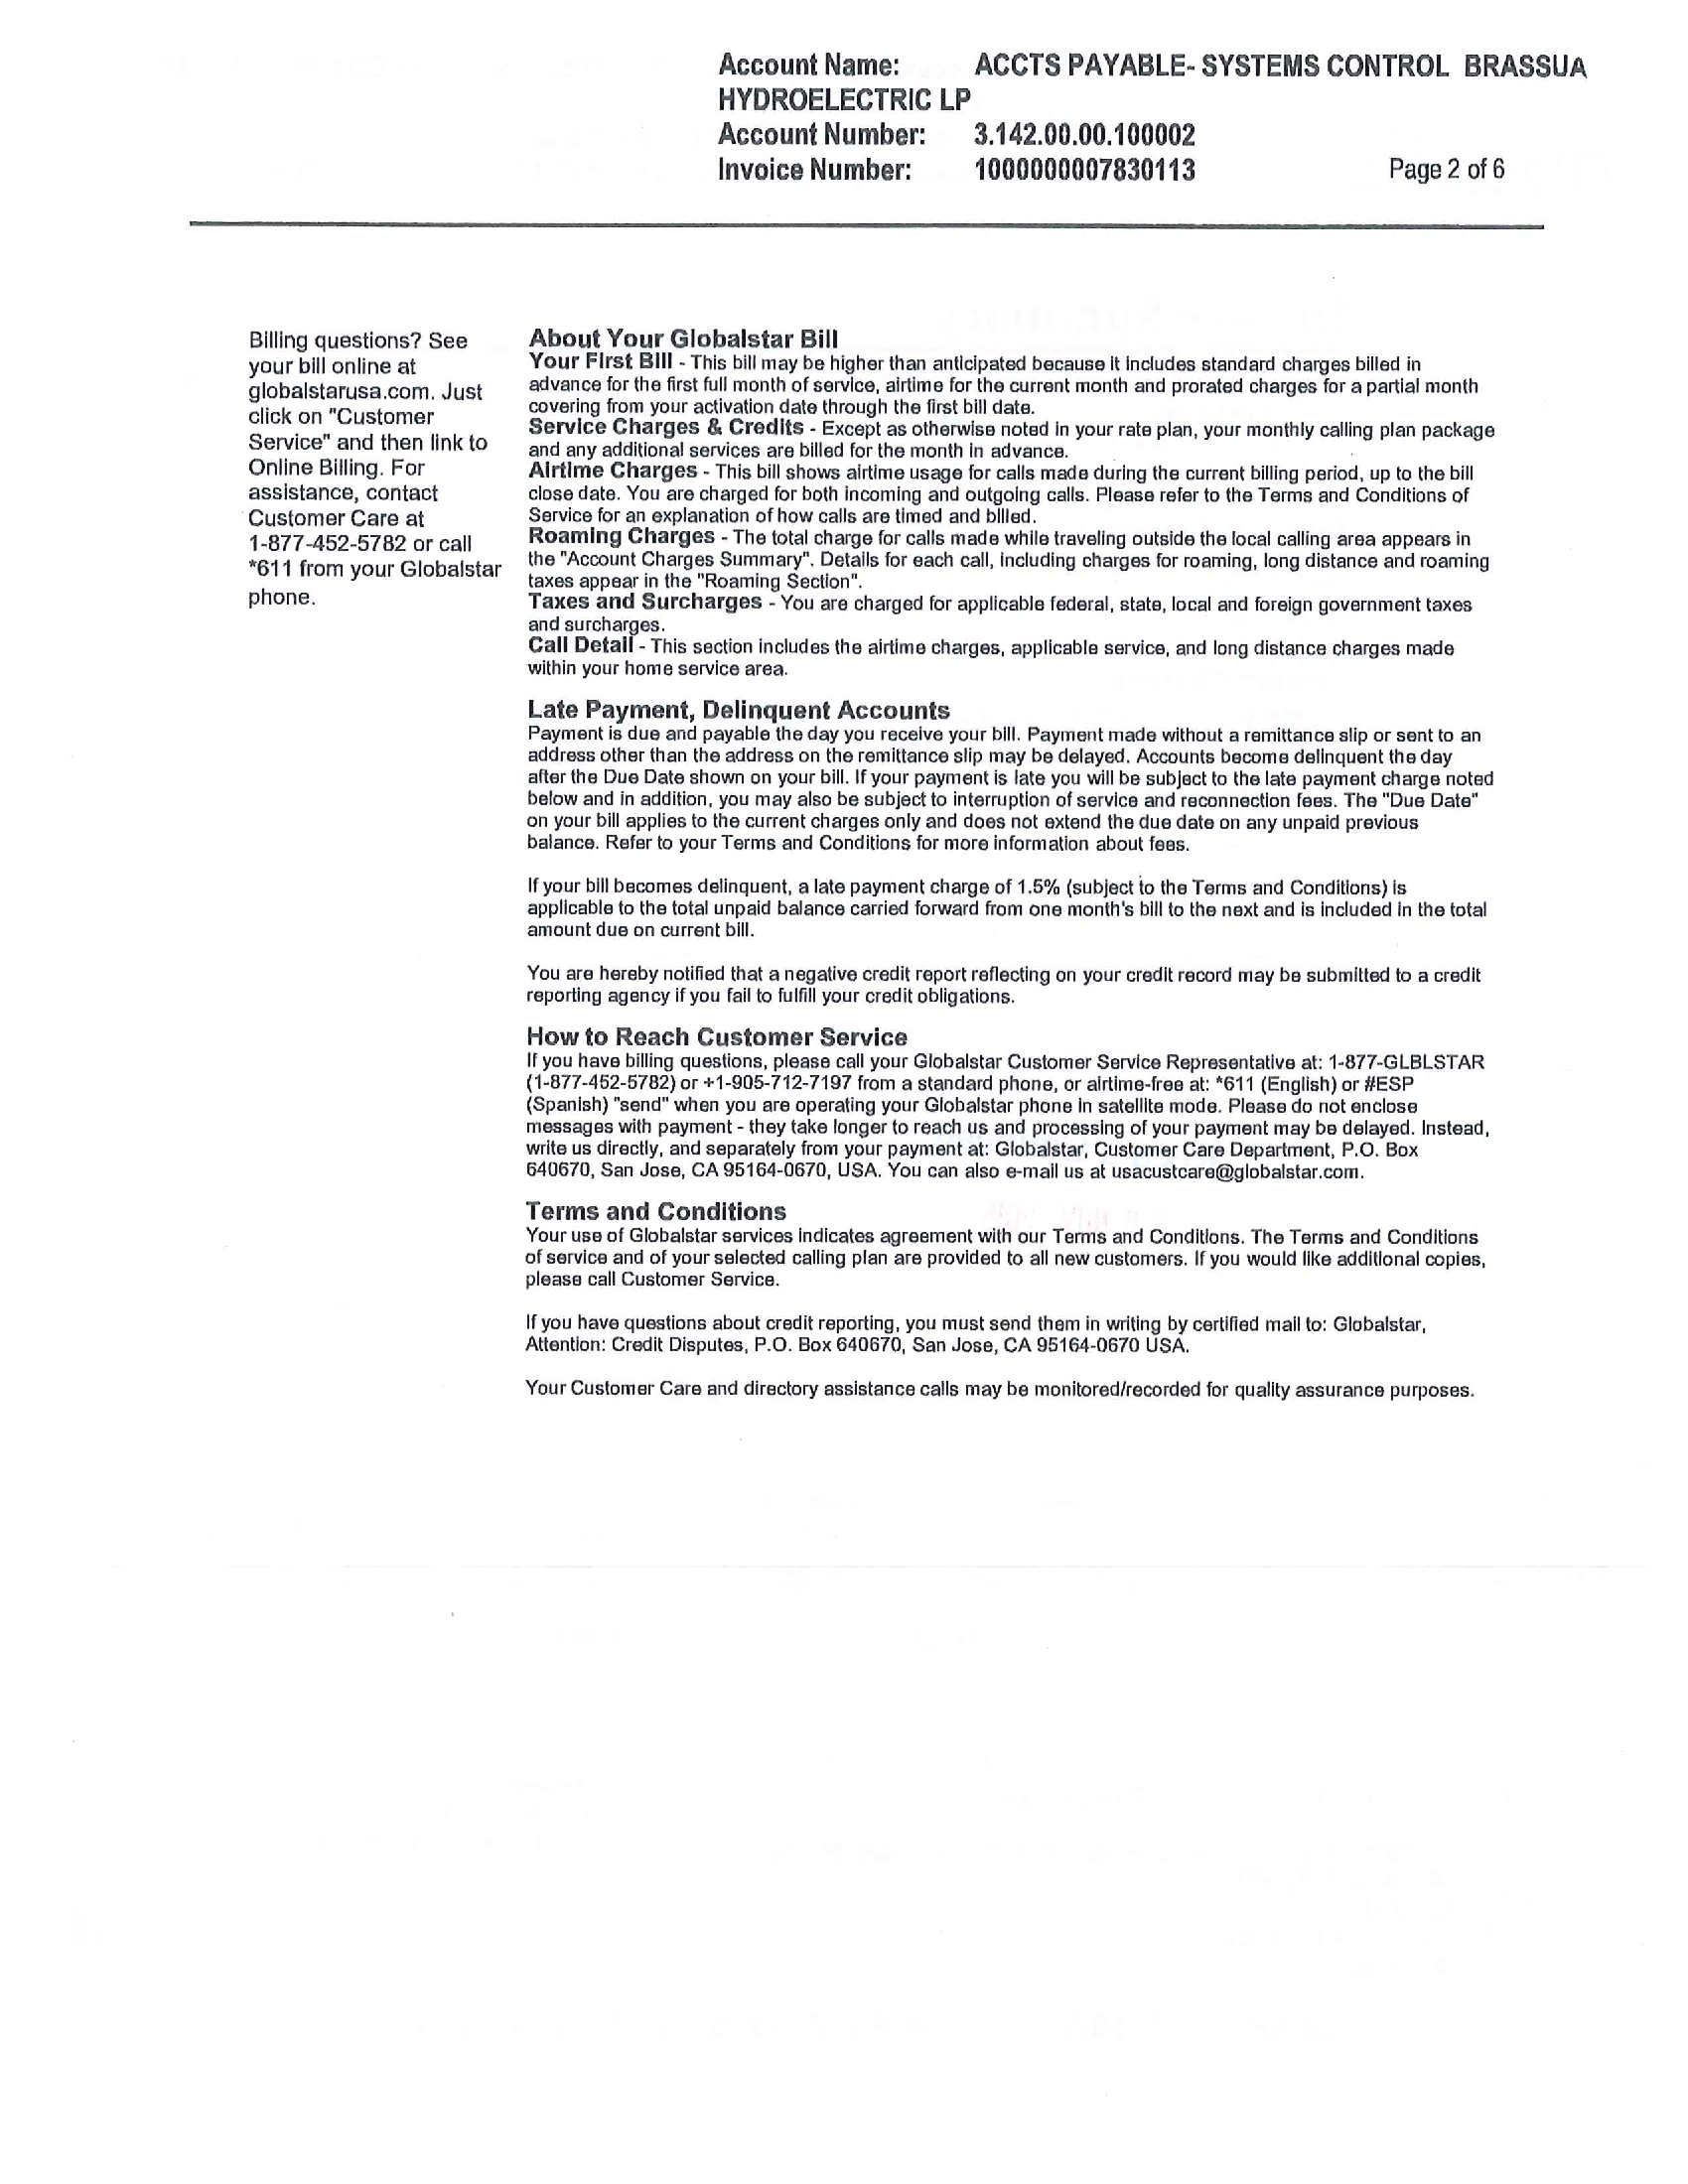 Account Name: ACCTS PAYABLE- SYSTEMS CONTROL BRASSUA
HYDROELECTRIC LP
Account Number: 3.142.00.00.100002
Invoice Number: 1000000007830113 Page 2 of 6
Billing questions? See
your bill online at
globalstarusa.com. Just
click on "Customer
Service" and then link to
Online Billing. For
assistance, contact
Customer Care at
1-877-452-5782 or call
*611 from your Globalstar
phone.
About Your Globalstar Bill
Your First Bill - This bill may be higher than anticipated because it includes standard charges billed in
advance for the first full month of service, airtime for the current month and prorated charges for a partial month
covering from your activation date through the first bill date.
Service Charges & Credits - Except as otherwise noted in your rate plan, your monthly calling plan package
and any additional services are billed for the month in advance.
Airtime Charges - This bill shows airtime usage for calls made during the current billing period, up to the bill
close date. You are charged for both incoming and outgoing calls. Please refer to the Terms and Conditions of
Service for an explanation of how calls are timed and billed.
Roaming Charges - The total charge for calls made while traveling outside the local calling area appears in
the "Account Charges Summary". Details for each call, including charges for roaming, long distance and roaming
taxes appear in the "Roaming Section".
Taxes and Surcharges - You are charged for applicable federal, state, local and foreign government taxes
and surcharges.
Call Detail - This section includes the airtime charges, applicable service, and long distance charges made
within your home service area.
Late Payment, Delinquent Accounts
Payment is due and payable the day you receive your bill. Payment made without a remittance slip or sent to an
address other than the address on the remittance slip may be delayed. Accounts become delinquent the day
after the Due Date shown on your bill. If your payment is late you will be subject to the late payment charge noted
below and in addition, you may also be subject to interruption of service and reconnection fees. The "Due Date"
on your bill applies to the current charges only and does not extend the due date on any unpaid previous
balance. Refer to your Terms and Conditions for more information about fees.
If your bill becomes delinquent, a late payment charge of 1.5% (subject to the Terms and Conditions) is
applicable to the total unpaid balance carried forward from one month's bill to the next and is included in the total
amount due on current bill.
You are hereby notified that a negative credit report reflecting on your credit record may be submitted to a credit
reporting agency if you fail to fulfill your credit obligations.
How to Reach Customer Service
If you have billing questions, please call your Globalstar Customer Service Representative at: 1-877-GLBLSTAR
(1-877-452-5782) or +1-905-712-7197 from a standard phone, or airtime-free at: *611 (English) or #ESP
(Spanish) "send" when you are operating your Globalstar phone in satellite mode. Please do not enclose
messages with payment - they take longer to reach us and processing of your payment may be delayed. Instead,
write us directly, and separately from your payment at: Globalstar, Customer Care Department, P.O. Box
640670, San Jose, CA 95164-0670, USA. You can also e-mail us at usacustcare@globalstar.com.
Terms and Conditions
Your use of Globalstar services indicates agreement with our Terms and Conditions. The Terms and Conditions
of service and of your selected calling plan are provided to all new customers. If you would like additional copies,
please call Customer Service.
If you have questions about credit reporting, you must send them in writing by certified mail to: Globalstar,
Attention: Credit Disputes, P.O. Box 640670, San Jose, CA 95164-0670 USA.
Your Customer Care and directory assistance calls may be monitored/recorded for quality assurance purposes.